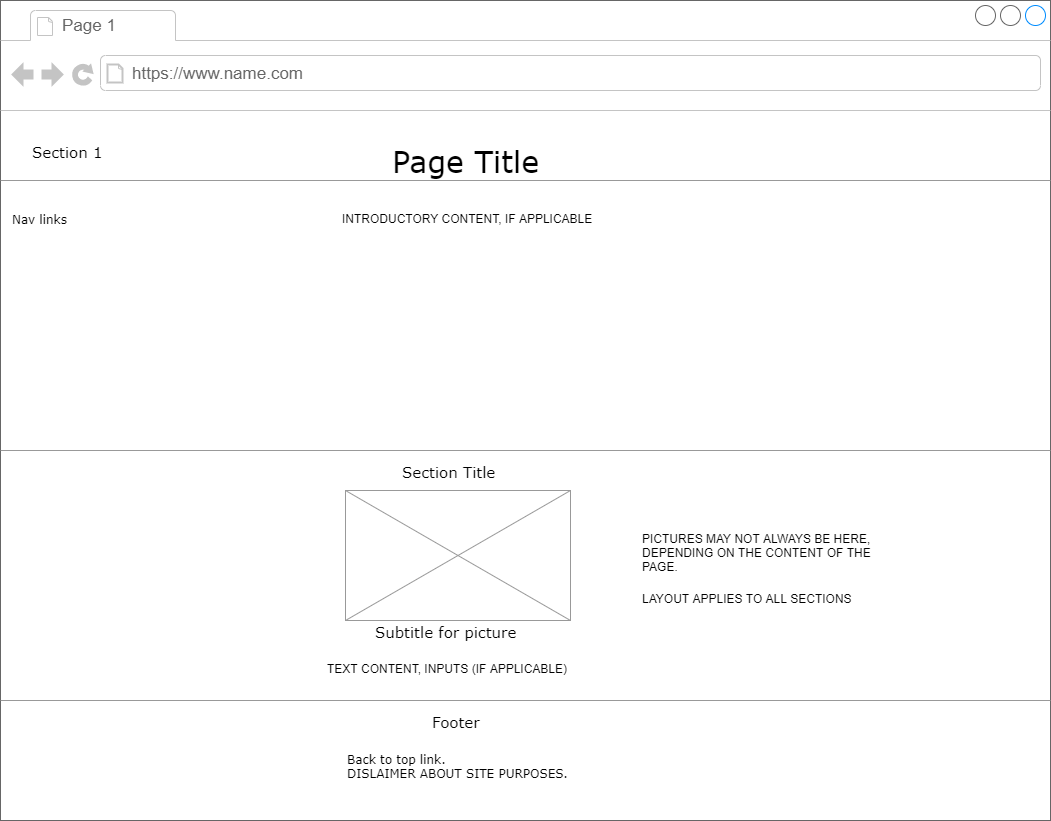 Page 1
https://www.name.com
Section 1
Page Title
Nav links
INTRODUCTORY CONTENT, IF APPLICABLE
Section Title
PICTURES MAY NOT ALWAYS BE HERE,
DEPENDING ON THE CONTENT OF THE
PAGE.
LAYOUT APPLIES TO ALL SECTIONS
Subtitle for picture
TEXT CONTENT, INPUTS (IF APPLICABLE)
Footer
Back to top link.
DISLAIMER ABOUT SITE PURPOSES.